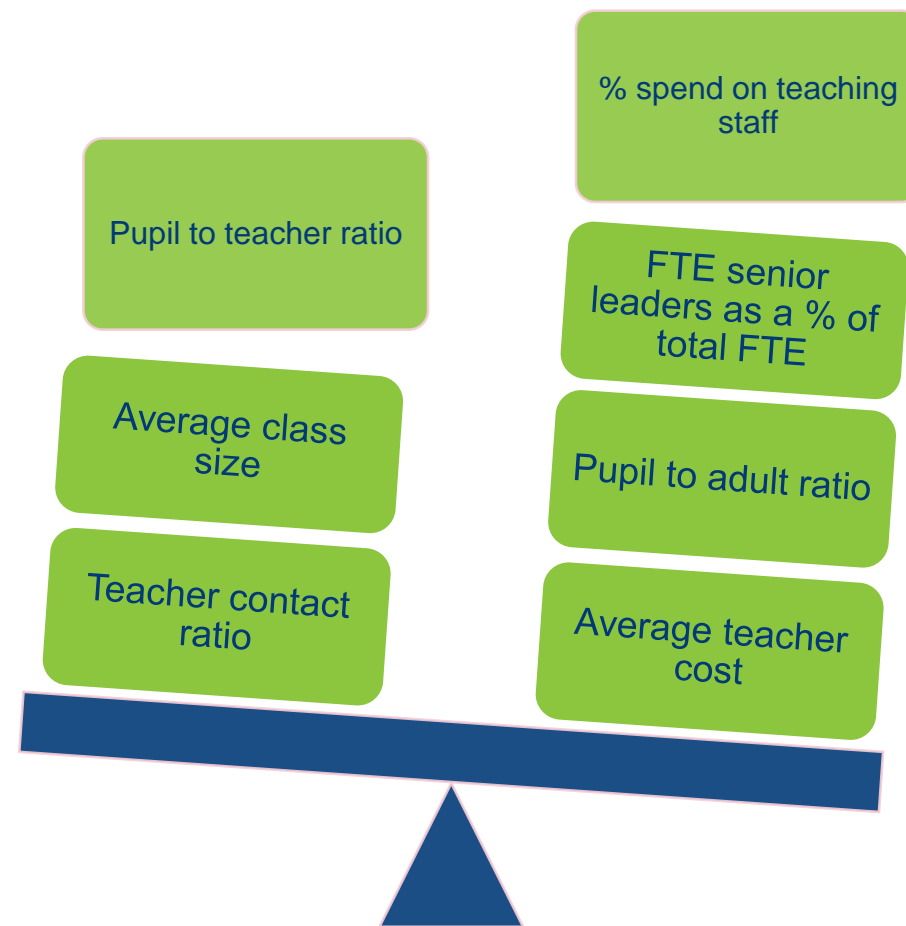 Pupil to teacher ratio
Average class
size
Teacher contact
ratio
% spend on teaching
staff
FTE senior
leaders as a % of
total FTE
Pupil to adult ratio
Average teacher
cost